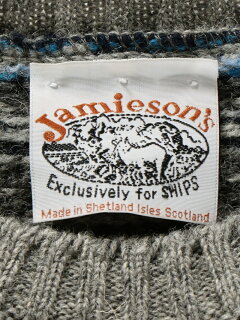 Jamieson's
Exclusively for SHIPS
Made in Shetland Isles Scotland